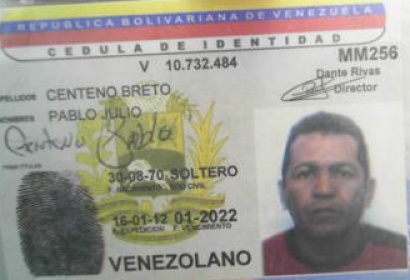 REPUBLICA BOLIVARIANA DE VENEZUELA
CEDULA DE IDENTIDAD
V 10.732.484
MM256
Dante Rivas
Director
APELLIDOS CENTENO BRETO
NOMBRES PABLO JULIO
Centeno Pablo
FIRMA TITULAR
30-08-70 SOLTERO
F. NACIMIENTO EDO CIVIL
16-01-12 01-2022
F. EXPEDICION F. VENCIMIENTO
VENEZOLANO